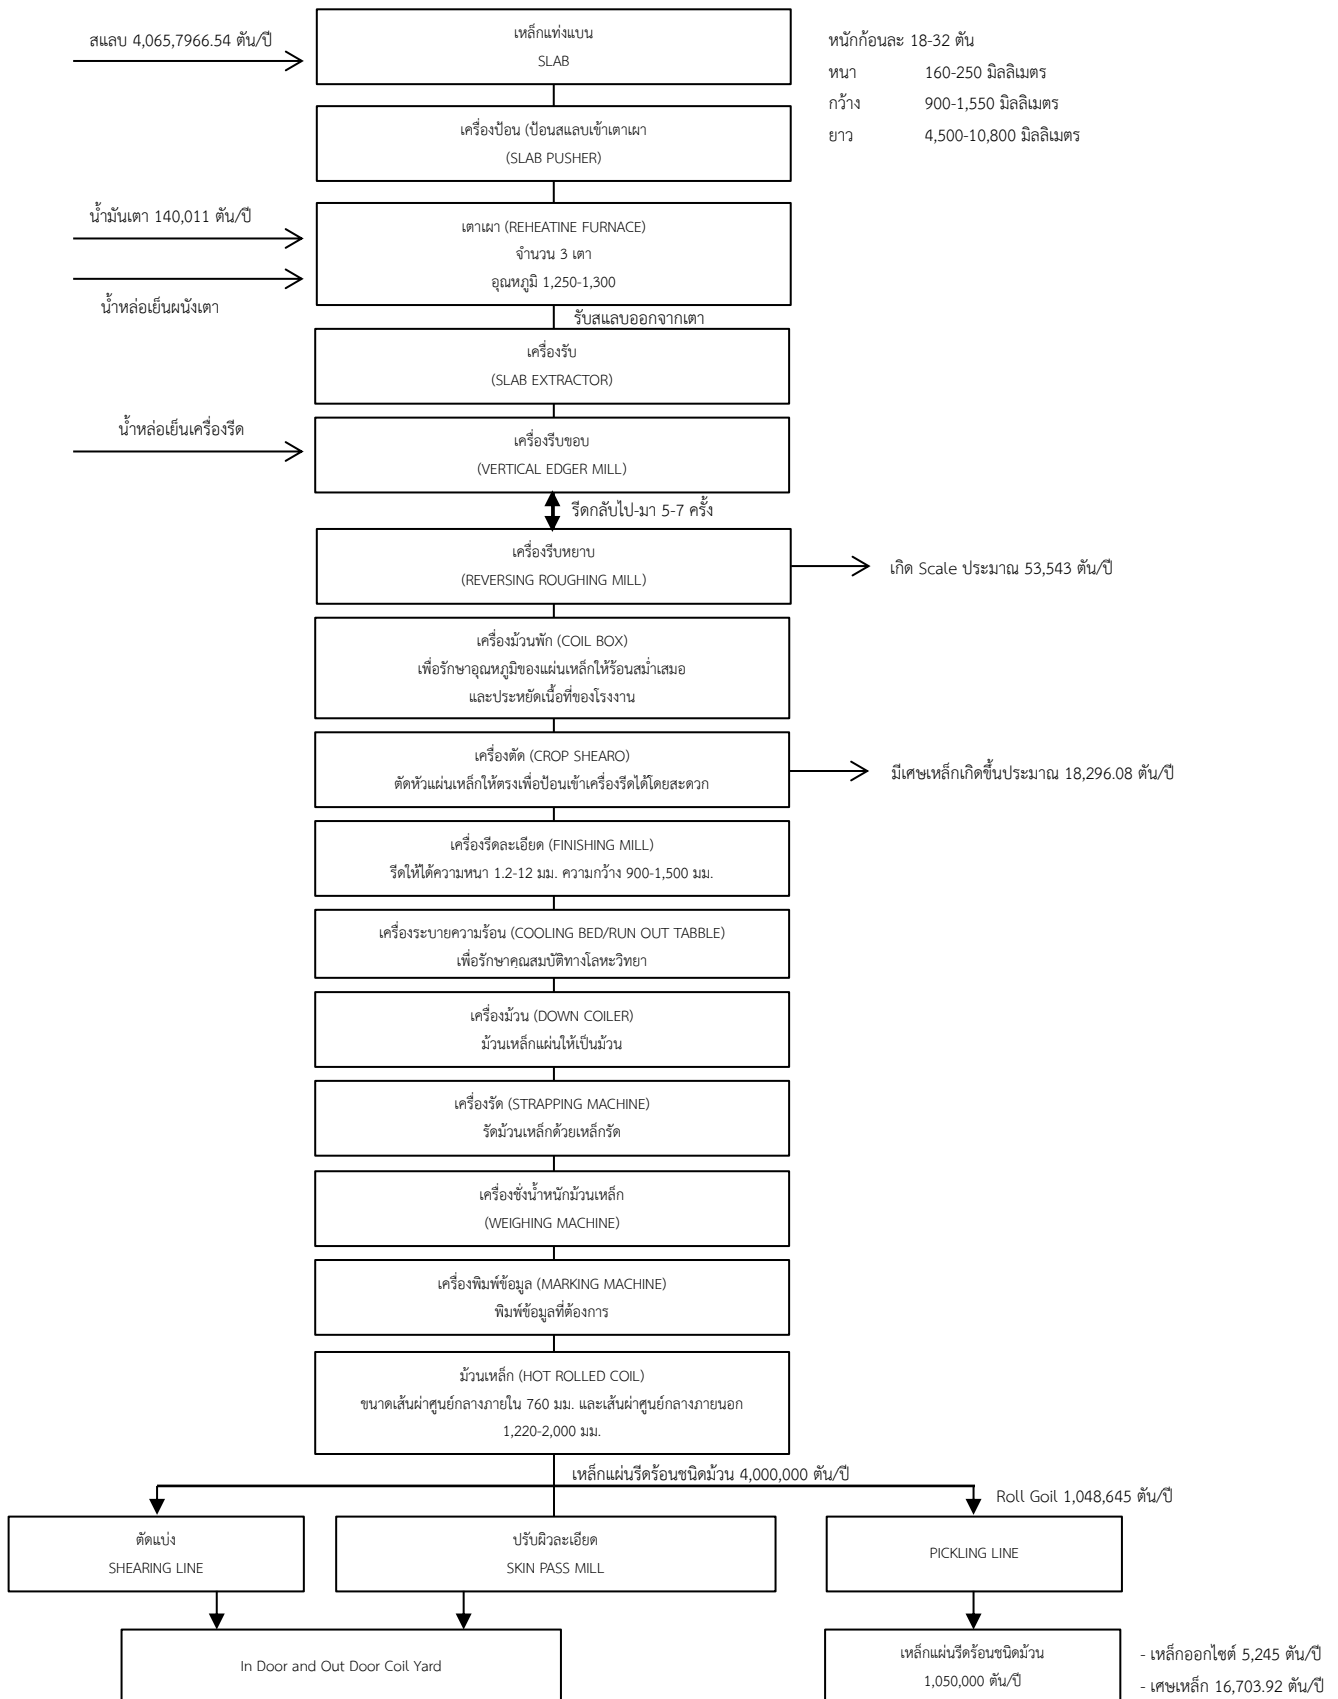 สแลบ 4,065,7966.54 ตัน/ปี
เหล็กแท่งแบน
SLAB
หนักก้อนละ 18-32 ตัน
หนา 160-250 มิลลิเมตร
กว้าง 900-1,550 มิลลิเมตร
ยาว 4,500-10,800 มิลลิเมตร
เครื่องป้อน (ป้อนสแลบเข้าเตาเผา
(SLAB PUSHER)
น้ำมันเตา 140,011 ตัน/ปี
น้ำหล่อเย็นผนังเตา
เตาเผา (REHEATINE FURNACE)
จำนวน 3 เตา
อุณหภูมิ 1,250-1,300
รับสแลบออกจากเตา
เครื่องรับ
(SLAB EXTRACTOR)
น้ำหล่อเย็นเครื่องรีด
เครื่องรีบขอบ
(VERTICAL EDGER MILL)
รีดกลับไป-มา 5-7 ครั้ง
เครื่องรีบหยาบ
(REVERSING ROUGHING MILL)
เกิด Scale ประมาณ 53,543 ตัน/ปี
เครื่องม้วนพัก (COIL BOX)
เพื่อรักษาอุณหภูมิของแผ่นเหล็กให้ร้อนสม่ำเสมอ
และประหยัดเนื้อที่ของโรงงาน
เครื่องตัด (CROP SHEARO)
ตัดหัวแผ่นเหล็กให้ตรงเพื่อป้อนเข้าเครื่องรีดได้โดยสะดวก
มีเศษเหล็กเกิดขึ้นประมาณ 18,296.08 ตัน/ปี
เครื่องรีดละเอียด (FINISHING MILL)
รีดให้ได้ความหนา 1.2-12 มม. ความกว้าง 900-1,500 มม.
เครื่องระบายความร้อน (COOLING BED/RUN OUT TABBLE)
เพื่อรักษาคุณสมบัติทางโลหะวิทยา
เครื่องม้วน (DOWN COILER)
ม้วนเหล็กแผ่นให้เป็นม้วน
เครื่องรัด (STRAPPING MACHINE)
รัดม้วนเหล็กด้วยเหล็กรัด
เครื่องชั่งน้ำหนักม้วนเหล็ก
(WEIGHING MACHINE)
เครื่องพิมพ์ข้อมูล (MARKING MACHINE)
พิมพ์ข้อมูลที่ต้องการ
ม้วนเหล็ก (HOT ROLLED COIL)
ขนาดเส้นผ่าศูนย์กลางภายใน 760 มม. และเส้นผ่าศูนย์กลางภายนอก
1,220-2,000 มม.
เหล็กแผ่นรีดร้อนชนิดม้วน 4,000,000 ตัน/ปี
Roll Goil 1,048,645 ตัน/ปี
ตัดแบ่ง
SHEARING LINE
ปรับผิวละเอียด
SKIN PASS MILL
PICKLING LINE
In Door and Out Door Coil Yard
เหล็กแผ่นรีดร้อนชนิดม้วน
1,050,000 ตัน/ปี
- เหล็กออกไซต์ 5,245 ตัน/ปี
- เศษเหล็ก 16,703.92 ตัน/ปี